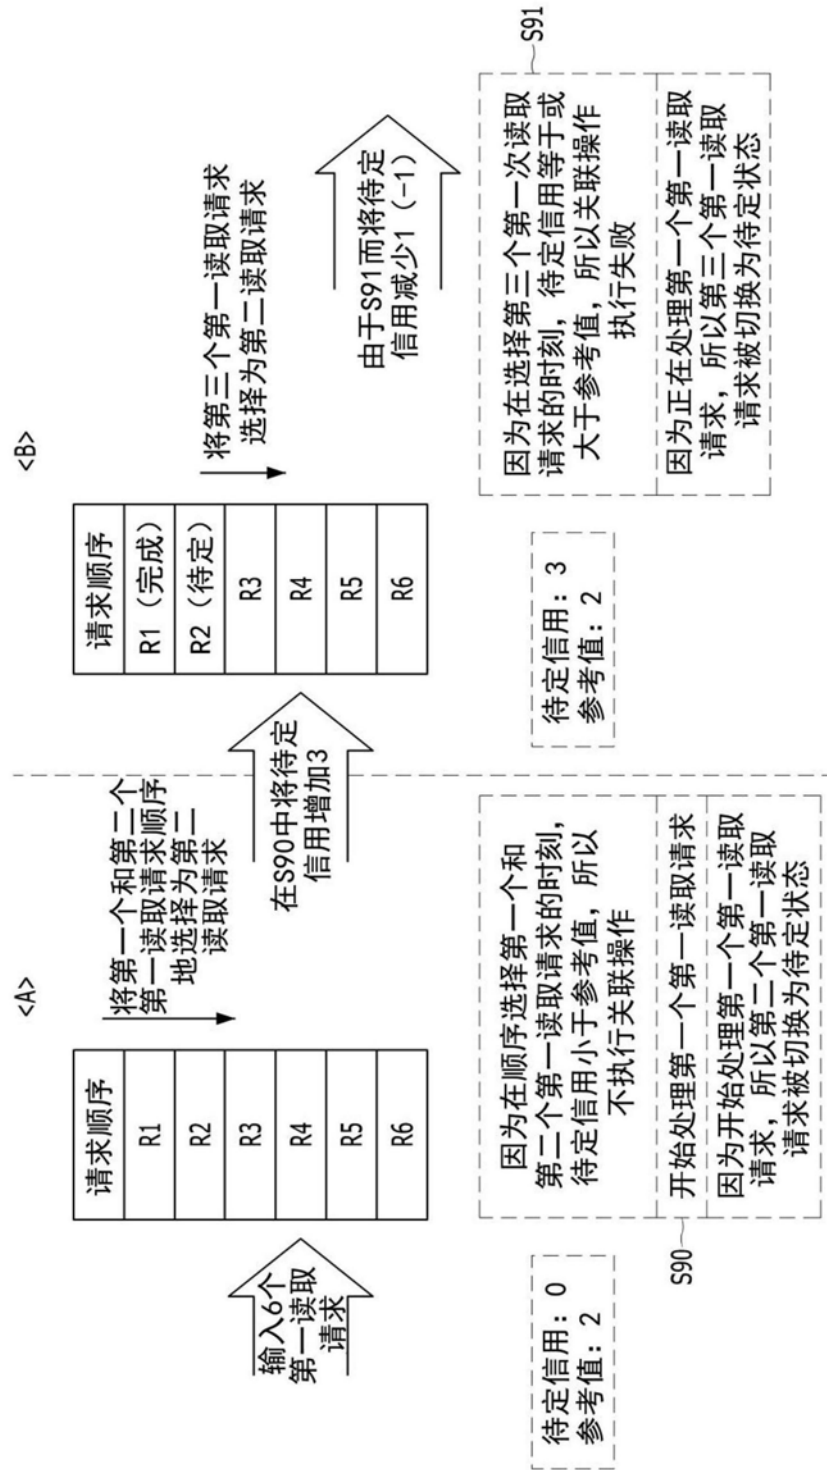 <A>
输入6个
第一读取
请求
请求顺序
R1
R2
R3
R4
R5
R6
将第一个和第二个
第一读取请求顺序
地选择为第二
读取请求
在S90中将待定
信用增加3
待定信用：0
参考值：2
因为在顺序选择第一个和
第二个第一读取请求的时刻，
待定信用小于参考值，所以
不执行关联操作
S90
开始处理第一个第一读取请求
因为开始处理第一个第一读取
请求，所以第二个第一读取
请求被切换为待定状态
<B>
请求顺序
R1（完成）
R2（待定）
R3
R4
R5
R6
将第三个第一读取请求
选择为第二读取请求
由于S91而将待定
信用减少1（-1）
待定信用：3
参考值：2
S91
因为在选择第三个第一次读取
请求的时刻，待定信用等于或
大于参考值，所以关联操作
执行失败
因为正在处理第一个第一读取
请求，所以第三个第一读取
请求被切换为待定状态